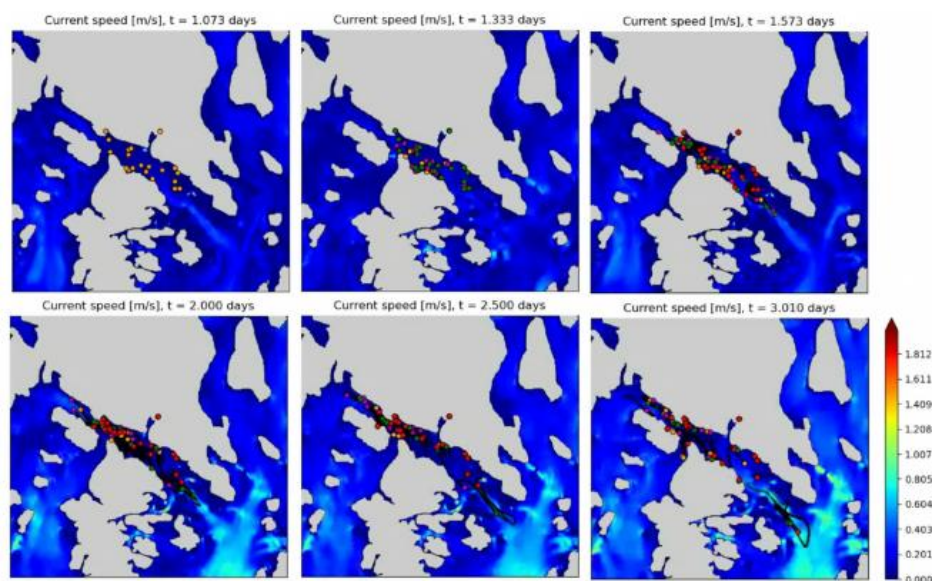 Current speed [m/s], t = 1.073 days
Current speed [m/s], t = 1.333 days
Current speed [m/s], t = 1.573 days
Current speed [m/s], t = 2.000 days
Current speed [m/s], t = 2.500 days
Current speed [m/s], t = 3.010 days
1.812
1.611
1.409
1.208
1.007
0.805
0.604
0.403
0.201
0.000